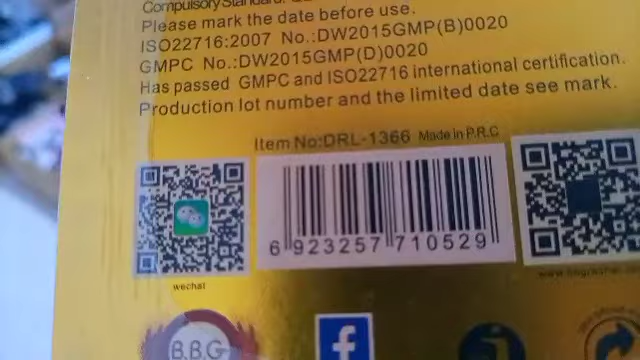 Compulsory Standard:
Please mark the date before use.
ISO22716:2007 No.:DW2015GMP(B)0020
GMPC No.:DW2015GMP(D)0020
Has passed GMPC and ISO22716 international certification.
Production lot number and the limited date see mark.
Item No:DRL-1366 Made in P.R.C
6 923257 710529
wechat
B.B.G
f